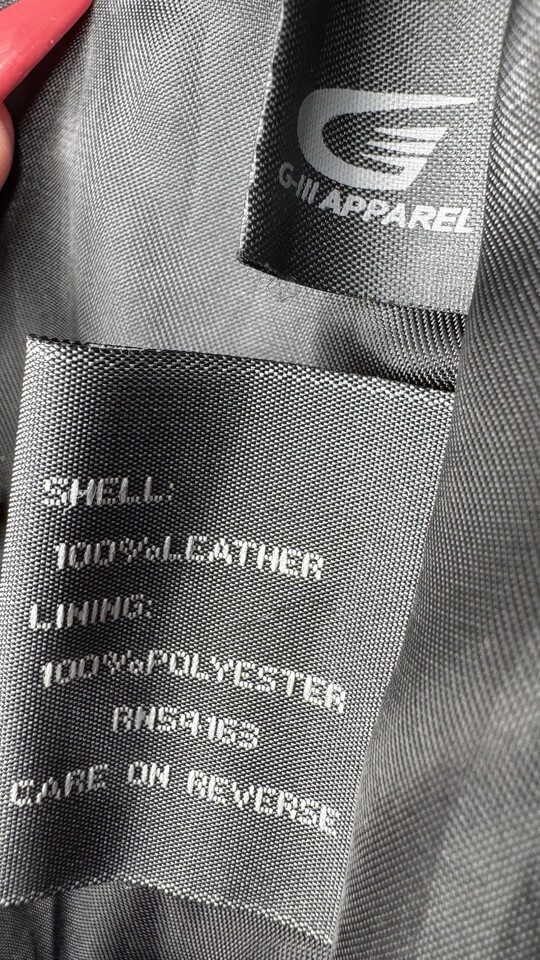 G-III APPAREL
SHELL:
100%LEATHER
LINING:
100%POLYESTER
RN54163
CARE ON REVERSE